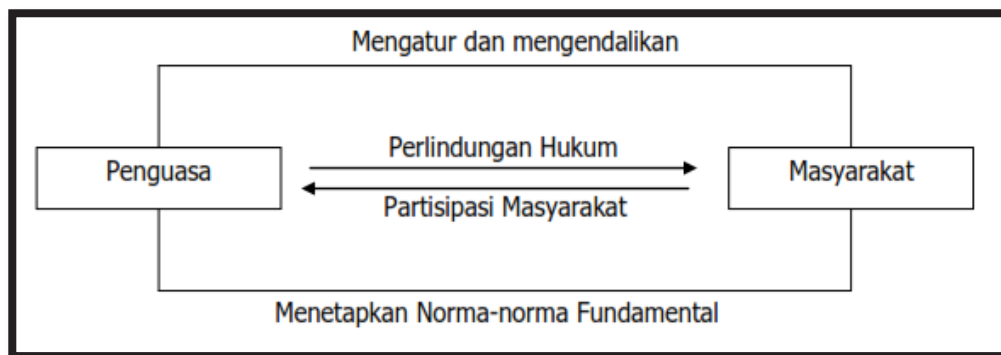 Mengatur dan mengendalikan
Perlindungan Hukum
Penguasa
Masyarakat
Partisipasi Masyarakat
Menetapkan Norma-norma Fundamental